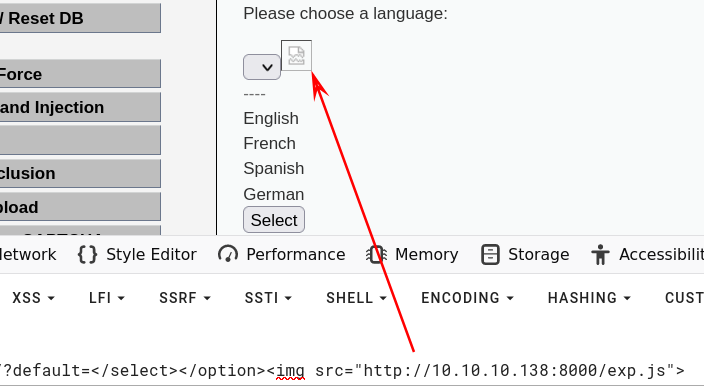 / Reset DB
Please choose a language:
Force
and Injection
----
English
clusion
French
Spanish
pload
German
Select
etwork
Style Editor
Performance
Memory
Storage
Accessibilit
XSS
LFI
SSRF
SSTI
SHELL
ENCODING
HASHING
CUST
/?default=</select></option><img src="http://10.10.10.138:8000/exp.js">